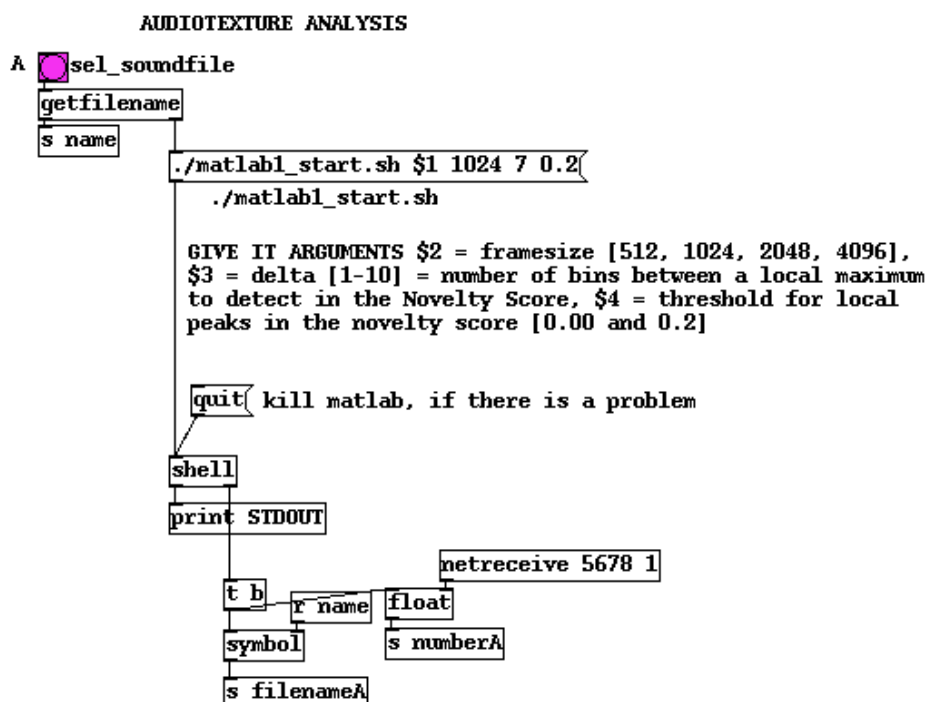 AUDIOTEXTURE ANALYSIS
A sel_soundfile
getfilename
s name
./matlab1_start.sh $1 1024 7 0.2
./matlab1_start.sh
GIVE IT ARGUMENTS $2 = framesize [512, 1024, 2048, 4096],
$3 = delta [1-10] = number of bins between a local maximum
to detect in the Novelty Score, $4 = threshold for local
peaks in the novelty score [0.00 and 0.2]
quit kill matlab, if there is a problem
shell
print STDOUT
netreceive 5678 1
t b
r name
float
symbol
s numberA
s filenameA